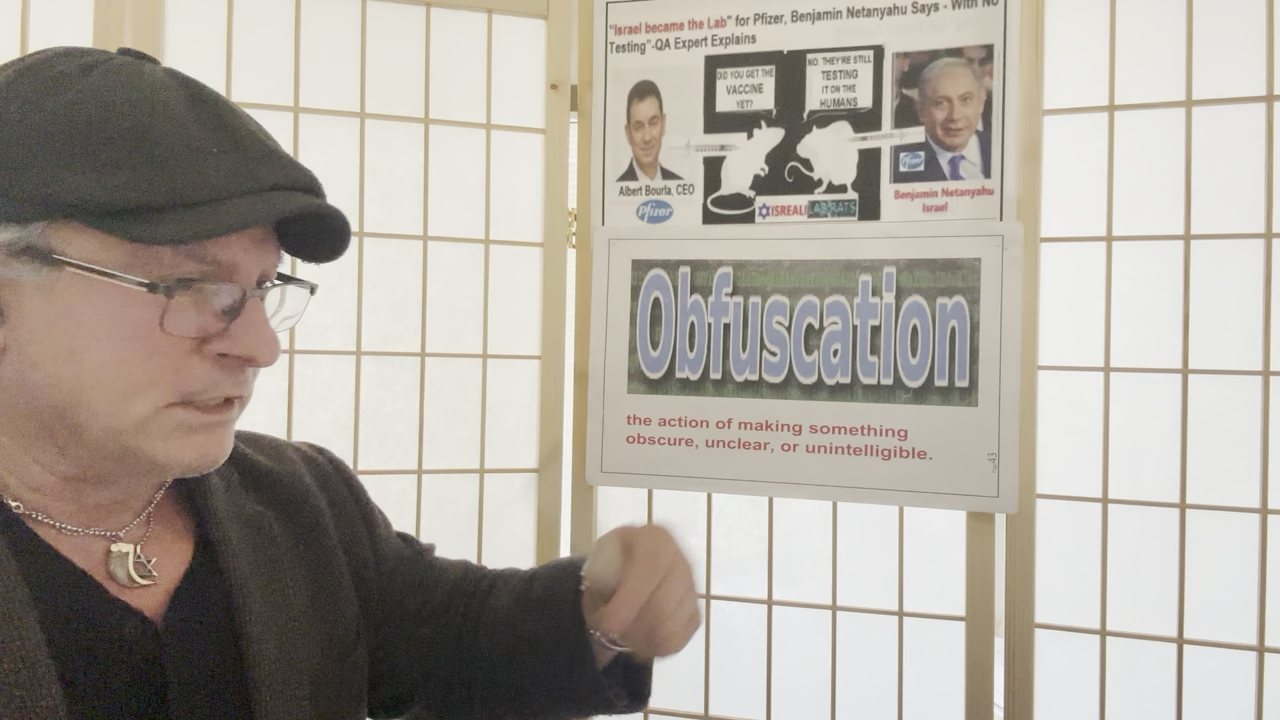 “Israel became the Lab” for Pfizer, Benjamin Netanyahu Says - With No
Testing”-QA Expert Explains
DID YOU GET THE
VACCINE
YET?
NO. THEY'RE STILL
TESTING
IT ON THE
HUMANS
Albert Bourla, CEO
Pfizer
ISREALI LAB RATS
Pfizer
Benjamin Netanyahu
Israel
Obfuscation
the action of making something
obscure, unclear, or unintelligible.
43